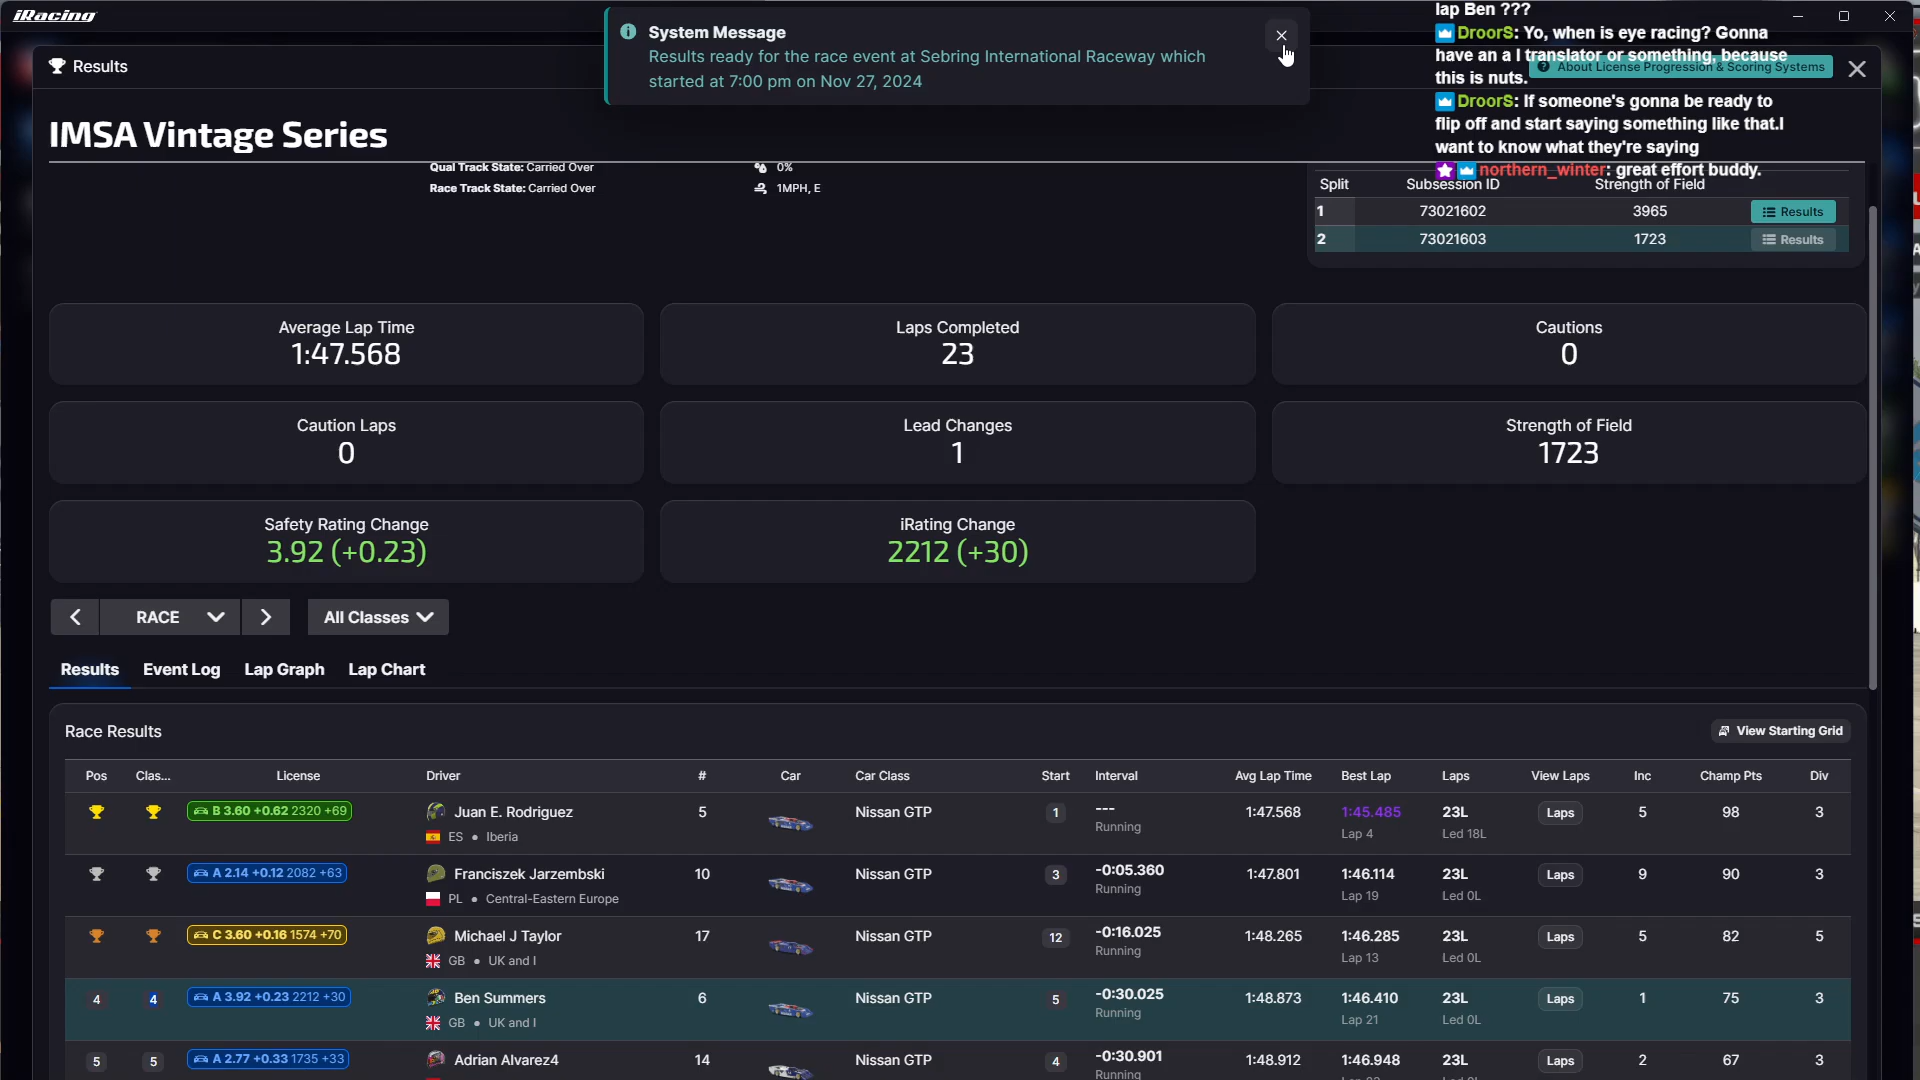 iRacing
System Message
Results ready for the race event at Sebring International Raceway which
started at 7:00 pm on Nov 27, 2024
lap Ben ???
DroorS: Yo, when is eye racing? Gonna
have an a I translator or something, because
this is nuts.
DroorS: If someone's gonna be ready to
flip off and start saying something like that.I
want to know what they're saying
northern_winter: great effort buddy.
Results
About License Progression & Scoring Systems
IMSA Vintage Series
Qual Track State: Carried Over
0%
Race Track State: Carried Over
1MPH, E
Split Subsession ID Strength of Field
1 73021602 3965 Results
2 73021603 1723 Results
Average Lap Time
1:47.568
Laps Completed
23
Cautions
0
Caution Laps
0
Lead Changes
1
Strength of Field
1723
Safety Rating Change
3.92 (+0.23)
iRating Change
2212 (+30)
RACE
All Classes
Results Event Log Lap Graph Lap Chart
Race Results
View Starting Grid
Pos Clas... License Driver # Car Car Class Start Interval Avg Lap Time Best Lap Laps View Laps Inc Champ Pts Div
B 3.60 +0.62 2320 +69 Juan E. Rodriguez 5 Nissan GTP 1 --- 1:47.568 1:45.485 23L Laps 5 98 3
ES • Iberia Running Lap 4 Led 18L
A 2.14 +0.12 2082 +63 Franciszek Jarzembski 10 Nissan GTP 3 -0:05.360 1:47.801 1:46.114 23L Laps 9 90 3
PL • Central-Eastern Europe Running Lap 19 Led 0L
C 3.60 +0.16 1574 +70 Michael J Taylor 17 Nissan GTP 12 -0:16.025 1:48.265 1:46.285 23L Laps 5 82 5
GB • UK and I Running Lap 13 Led 0L
4 4 A 3.92 +0.23 2212 +30 Ben Summers 6 Nissan GTP 5 -0:30.025 1:48.873 1:46.410 23L Laps 1 75 3
GB • UK and I Running Lap 21 Led 0L
5 5 A 2.77 +0.33 1735 +33 Adrian Alvarez4 14 Nissan GTP 4 -0:30.901 1:48.912 1:46.948 23L Laps 2 67 3
Running